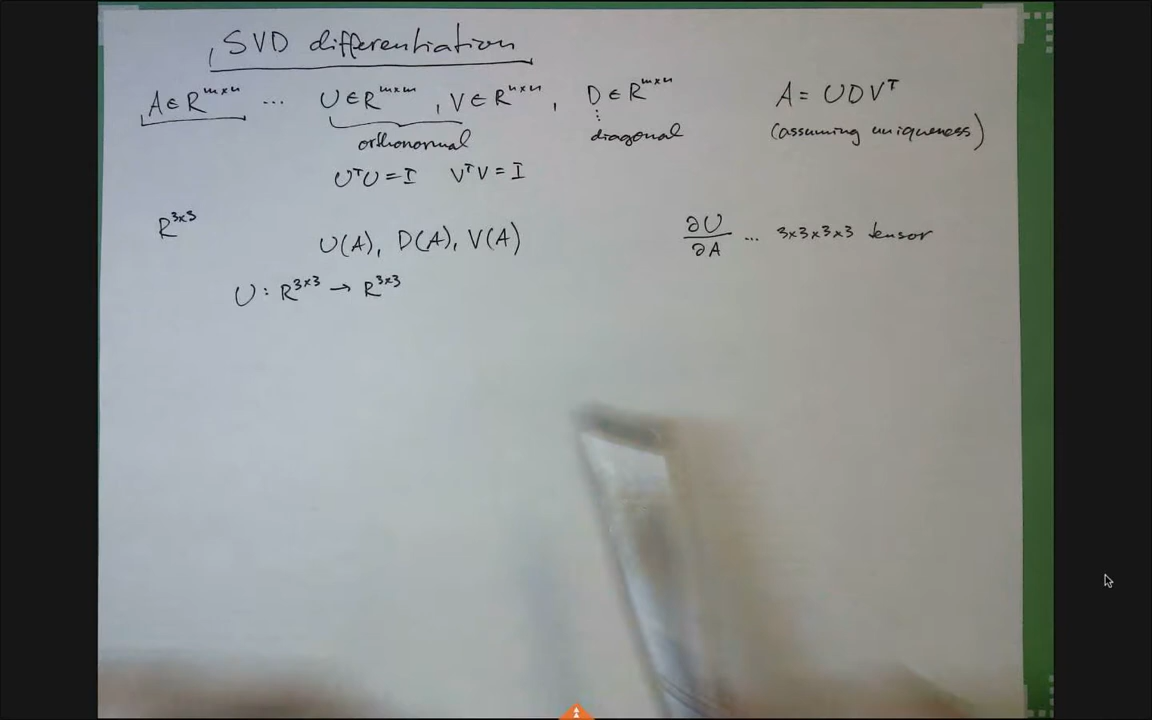 SVD differentiation
A ∈ R^{m×n} ... U ∈ R^{m×m}, V ∈ R^{n×n}, D ∈ R^{m×n} A = UDV^T
orthonormal diagonal (assuming uniqueness)
U^TU = I V^TV = I
R^{3×3}
U(A), D(A), V(A) ∂U/∂A ... 3×3×3×3 tensor
U : R^{3×3} → R^{3×3}